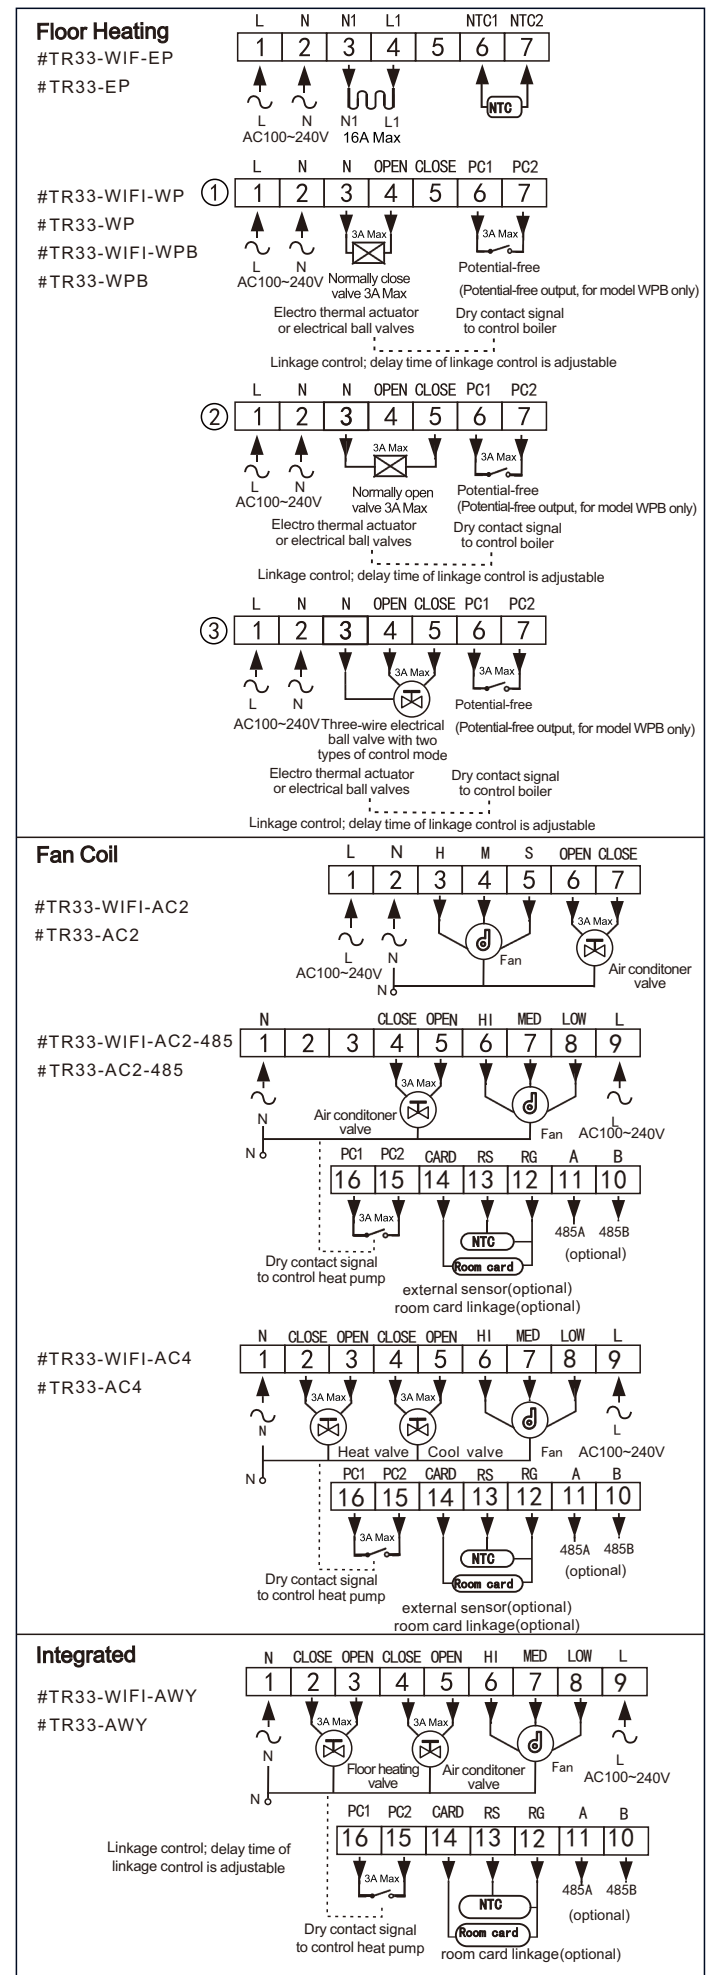 Floor Heating
#TR33-WIF-EP
#TR33-EP
L N N1 L1 NTC1 NTC2
1 2 3 4 5 6 7
NTC
L N N1 L1
AC100~240V 16A Max
#TR33-WIFI-WP
#TR33-WP
#TR33-WIFI-WPB
#TR33-WPB
①
L N N OPEN CLOSE PC1 PC2
1 2 3 4 5 6 7
3A Max 3A Max
L N
AC100~240V
Normally close
valve 3A Max
Potential-free
(Potential-free output, for model WPB only)
Electro thermal actuator
or electrical ball valves
Dry contact signal
to control boiler
Linkage control; delay time of linkage control is adjustable
②
L N N OPEN CLOSE PC1 PC2
1 2 3 4 5 6 7
3A Max 3A Max
L N
AC100~240V
Normally open
valve 3A Max
Potential-free
(Potential-free output, for model WPB only)
Electro thermal actuator
or electrical ball valves
Dry contact signal
to control boiler
Linkage control; delay time of linkage control is adjustable
③
L N N OPEN CLOSE PC1 PC2
1 2 3 4 5 6 7
3A Max 3A Max
L N
AC100~240V
Three-wire electrical
ball valve with two
types of control mode
Potential-free
(Potential-free output, for model WPB only)
Electro thermal actuator
or electrical ball valves
Dry contact signal
to control boiler
Linkage control; delay time of linkage control is adjustable
Fan Coil
#TR33-WIFI-AC2
#TR33-AC2
L N H M S OPEN CLOSE
1 2 3 4 5 6 7
3A Max
L N
AC100~240V
Fan
Air conditoner
valve
N
#TR33-WIFI-AC2-485
#TR33-AC2-485
N CLOSE OPEN HI MED LOW L
1 2 3 4 5 6 7 8 9
3A Max
N
Air conditoner
valve
Fan
L
AC100~240V
N
PC1 PC2 CARD RS RG A B
16 15 14 13 12 11 10
3A Max
NTC
Room card
485A 485B
(optional)
Dry contact signal
to control heat pump
external sensor(optional)
room card linkage(optional)
#TR33-WIFI-AC4
#TR33-AC4
N CLOSE OPEN CLOSE OPEN HI MED LOW L
1 2 3 4 5 6 7 8 9
3A Max 3A Max
N
L
Heat valve Cool valve Fan AC100~240V
N
PC1 PC2 CARD RS RG A B
16 15 14 13 12 11 10
3A Max
NTC
Room card
485A 485B
(optional)
Dry contact signal
to control heat pump
external sensor(optional)
room card linkage(optional)
Integrated
#TR33-WIFI-AWY
#TR33-AWY
N CLOSE OPEN CLOSE OPEN HI MED LOW L
1 2 3 4 5 6 7 8 9
3A Max 3A Max
N
Floor heating
valve
Air conditoner
valve
Fan
L
AC100~240V
N
PC1 PC2 CARD RS RG A B
16 15 14 13 12 11 10
Linkage control; delay time of
linkage control is adjustable
3A Max
NTC
Room card
485A 485B
(optional)
Dry contact signal
to control heat pump
room card linkage(optional)